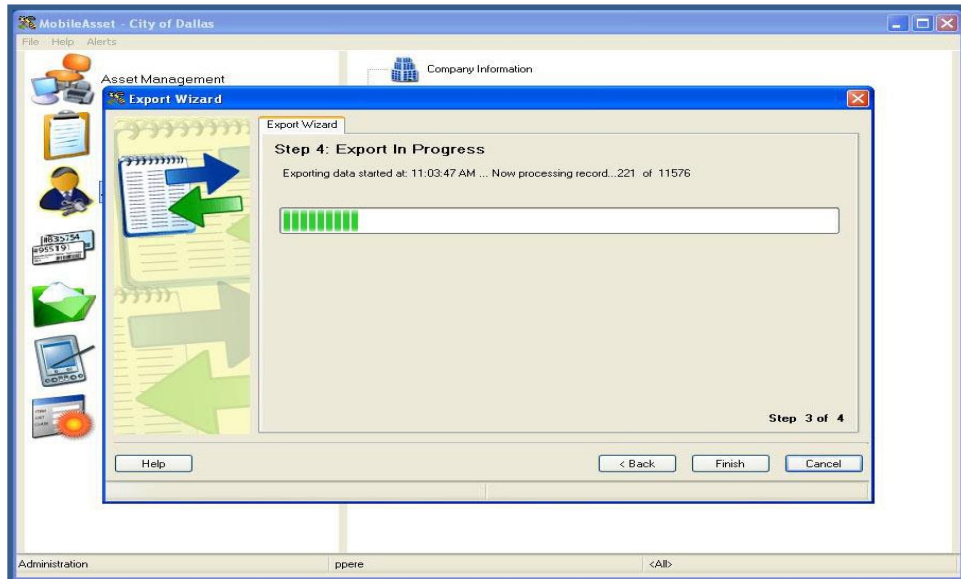 MobileAsset - City of Dallas
File Help Alerts
Asset Management
Company Information
Export Wizard
Export Wizard
Step 4: Export In Progress
Exporting data started at: 11:03:47 AM ... Now processing record...221 of 11576
Step 3 of 4
Help
< Back
Finish
Cancel
Administration
ppere
<All>